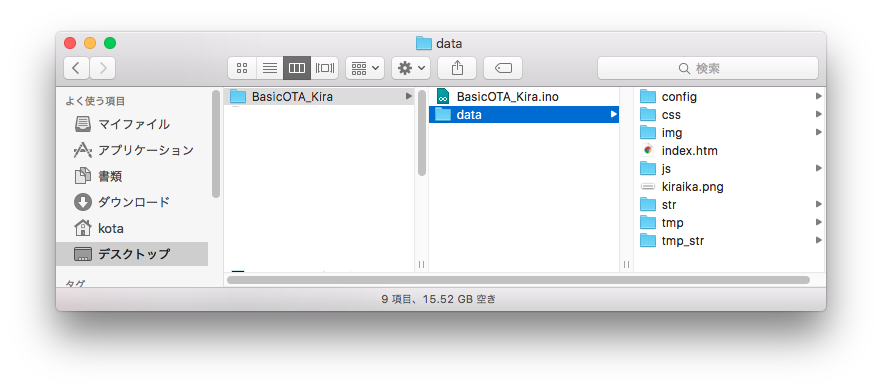 data
検索
よく使う項目
マイファイル
アプリケーション
書類
ダウンロード
kota
デスクトップ
タグ
BasicOTA_Kira
BasicOTA_Kira.ino
data
config
css
img
index.htm
js
kiraika.png
str
tmp
tmp_str
9 項目、15.52 GB 空き